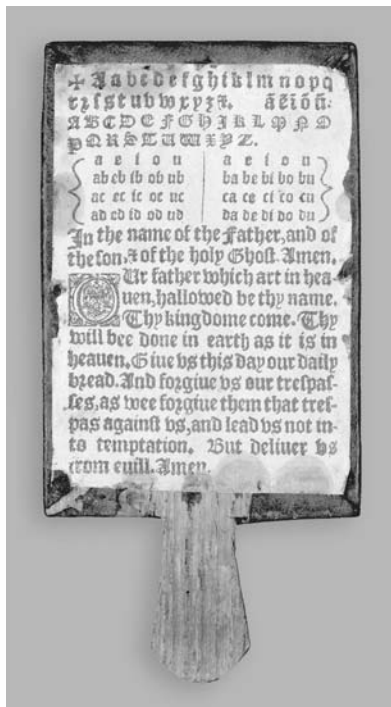 ✠ A a b c d e f g h i k l m n o p q
r ꝛ ſ s t u v w x y z ⁊. ã ẽ ĩ õ ũ:
A B C D E F G H I K L M N O
P Q R S T U W X Y Z.
a e i o u a e i o u
ab eb ib ob ub ba be bi bo bu
ac ec ic oc uc ca ce ci co cu
ad ed id od ud da de di do du
In the name of the Father, and of
the ſon, ⁊ of the holy Ghoſt Amen.
OUr father which art in hea-
uen, hallowed be thy name.
Thy kingdome come. Thy
will bee done in earth as it is in
heauen, Giue vs this day our daily
bread. And forgiue vs our treſpaſ-
ſes, as wee forgiue them that treſ-
pas againſt vs, and lead vs not in-
to temptation. But deliuer vs
from euill. Amen.